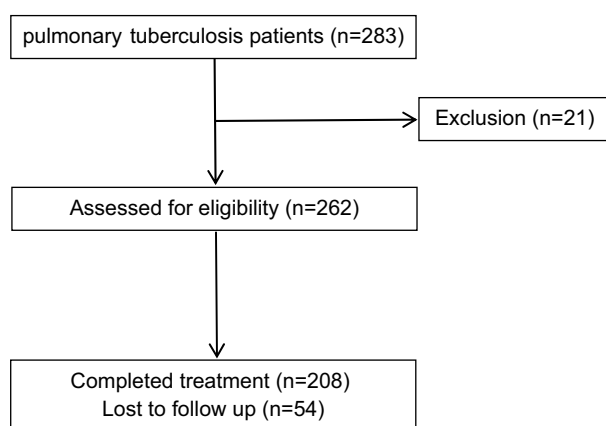 pulmonary tuberculosis patients (n=283)
Exclusion (n=21)
Assessed for eligibility (n=262)
Completed treatment (n=208)
Lost to follow up (n=54)